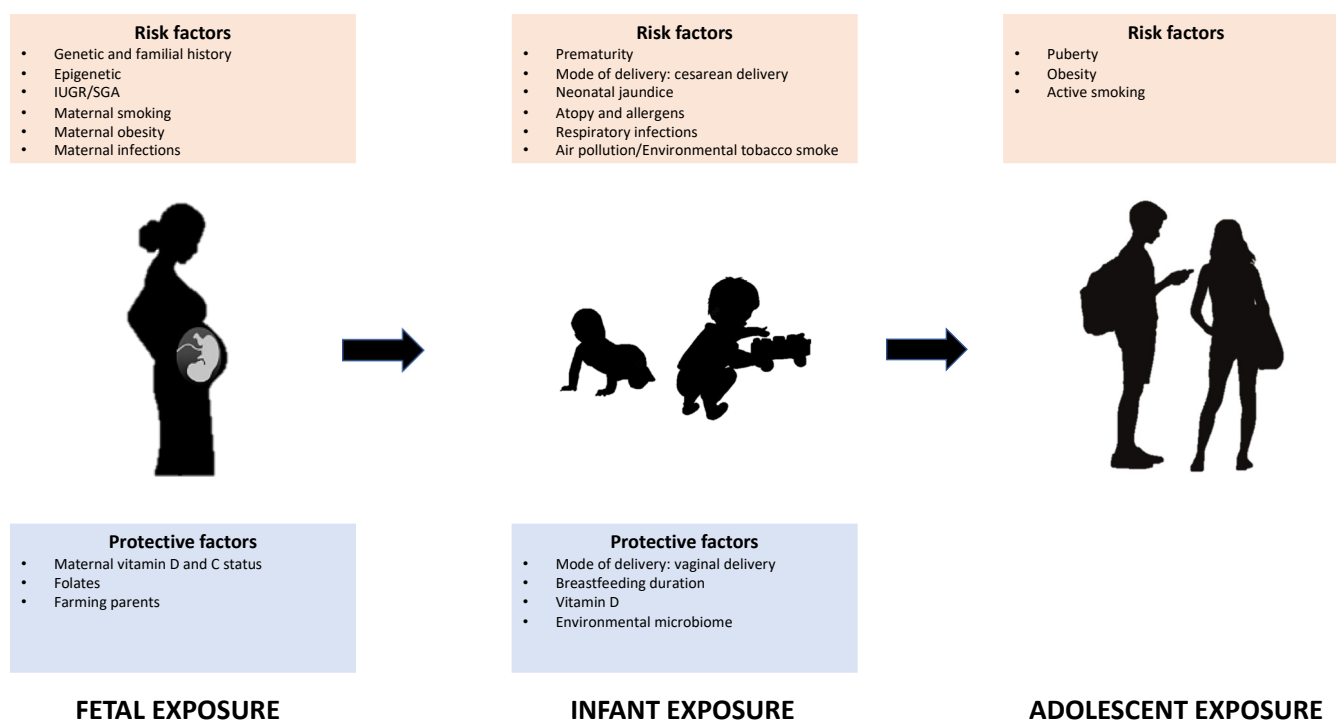 Risk factors
• Genetic and familial history
• Epigenetic
• IUGR/SGA
• Maternal smoking
• Maternal obesity
• Maternal infections
Risk factors
• Prematurity
• Mode of delivery: cesarean delivery
• Neonatal jaundice
• Atopy and allergens
• Respiratory infections
• Air pollution/Environmental tobacco smoke
Risk factors
• Puberty
• Obesity
• Active smoking
Protective factors
• Maternal vitamin D and C status
• Folates
• Farming parents
Protective factors
• Mode of delivery: vaginal delivery
• Breastfeeding duration
• Vitamin D
• Environmental microbiome
FETAL EXPOSURE
INFANT EXPOSURE
ADOLESCENT EXPOSURE